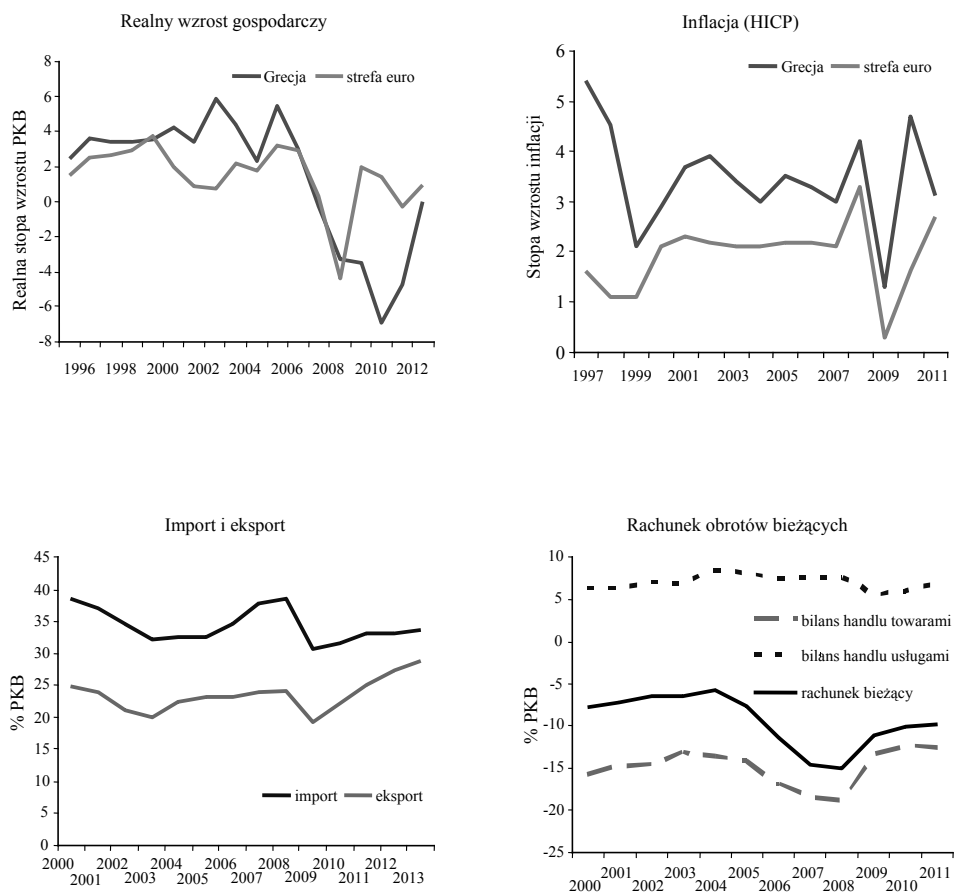 Realny wzrost gospodarczy
Grecja
strefa euro
Realna stopa wzrostu PKB
8
6
4
2
0
-2
-4
-6
-8
1996 1998 2000 2002 2004 2006 2008 2010 2012
Inflacja (HICP)
Grecja
strefa euro
Stopa wzrostu inflacji
6
5
4
3
2
1
0
1997 1999 2001 2003 2005 2007 2009 2011
Import i eksport
% PKB
45
40
35
30
25
20
15
10
5
0
import
eksport
2000 2002 2004 2006 2008 2010 2012
2001 2003 2005 2007 2009 2011 2013
Rachunek obrotów bieżących
% PKB
10
5
0
-5
-10
-15
-20
-25
bilans handlu towarami
bilans handlu usługami
rachunek bieżący
2001 2003 2005 2007 2009 2011
2000 2002 2004 2006 2008 2010